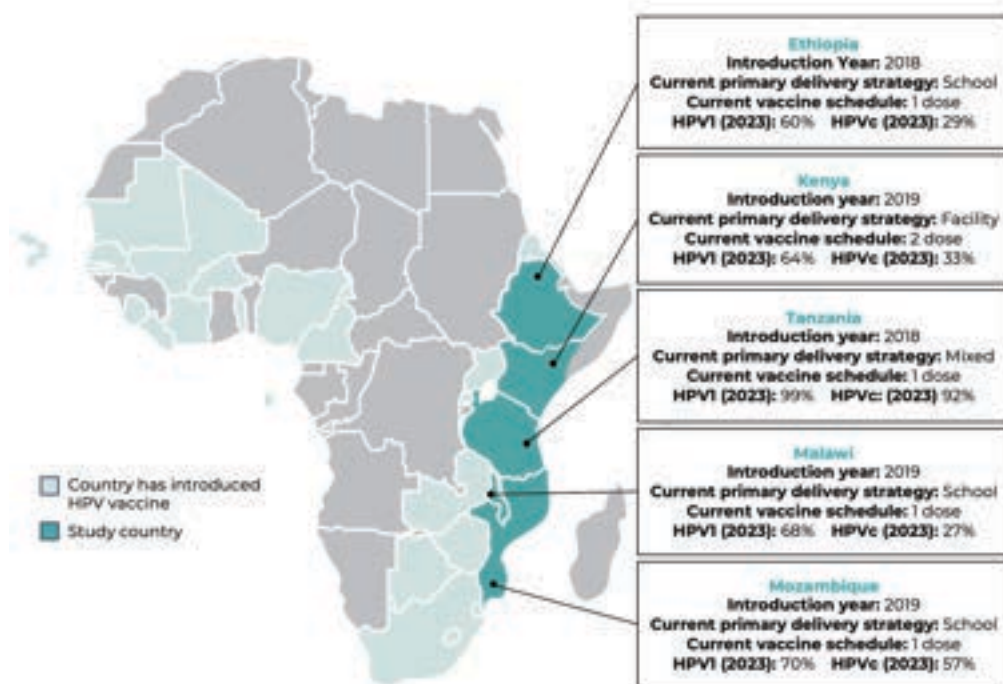 Ethiopia
Introduction Year: 2018
Current primary delivery strategy: School
Current vaccine schedule: 1 dose
HPV1 (2023): 60% HPVc (2023): 29%
Kenya
Introduction year: 2019
Current primary delivery strategy: Facility
Current vaccine schedule: 2 dose
HPV1 (2023): 64% HPVc (2023): 33%
Tanzania
Introduction year: 2018
Current primary delivery strategy: Mixed
Current vaccine schedule: 1 dose
HPV1 (2023): 99% HPVc: (2023) 92%
Malawi
Introduction year: 2019
Current primary delivery strategy: School
Current vaccine schedule: 1 dose
HPV1 (2023): 68% HPVc (2023): 27%
Mozambique
Introduction year: 2019
Current primary delivery strategy: School
Current vaccine schedule: 1 dose
HPV1 (2023): 70% HPVc (2023): 57%
Country has introduced
HPV vaccine
Study country